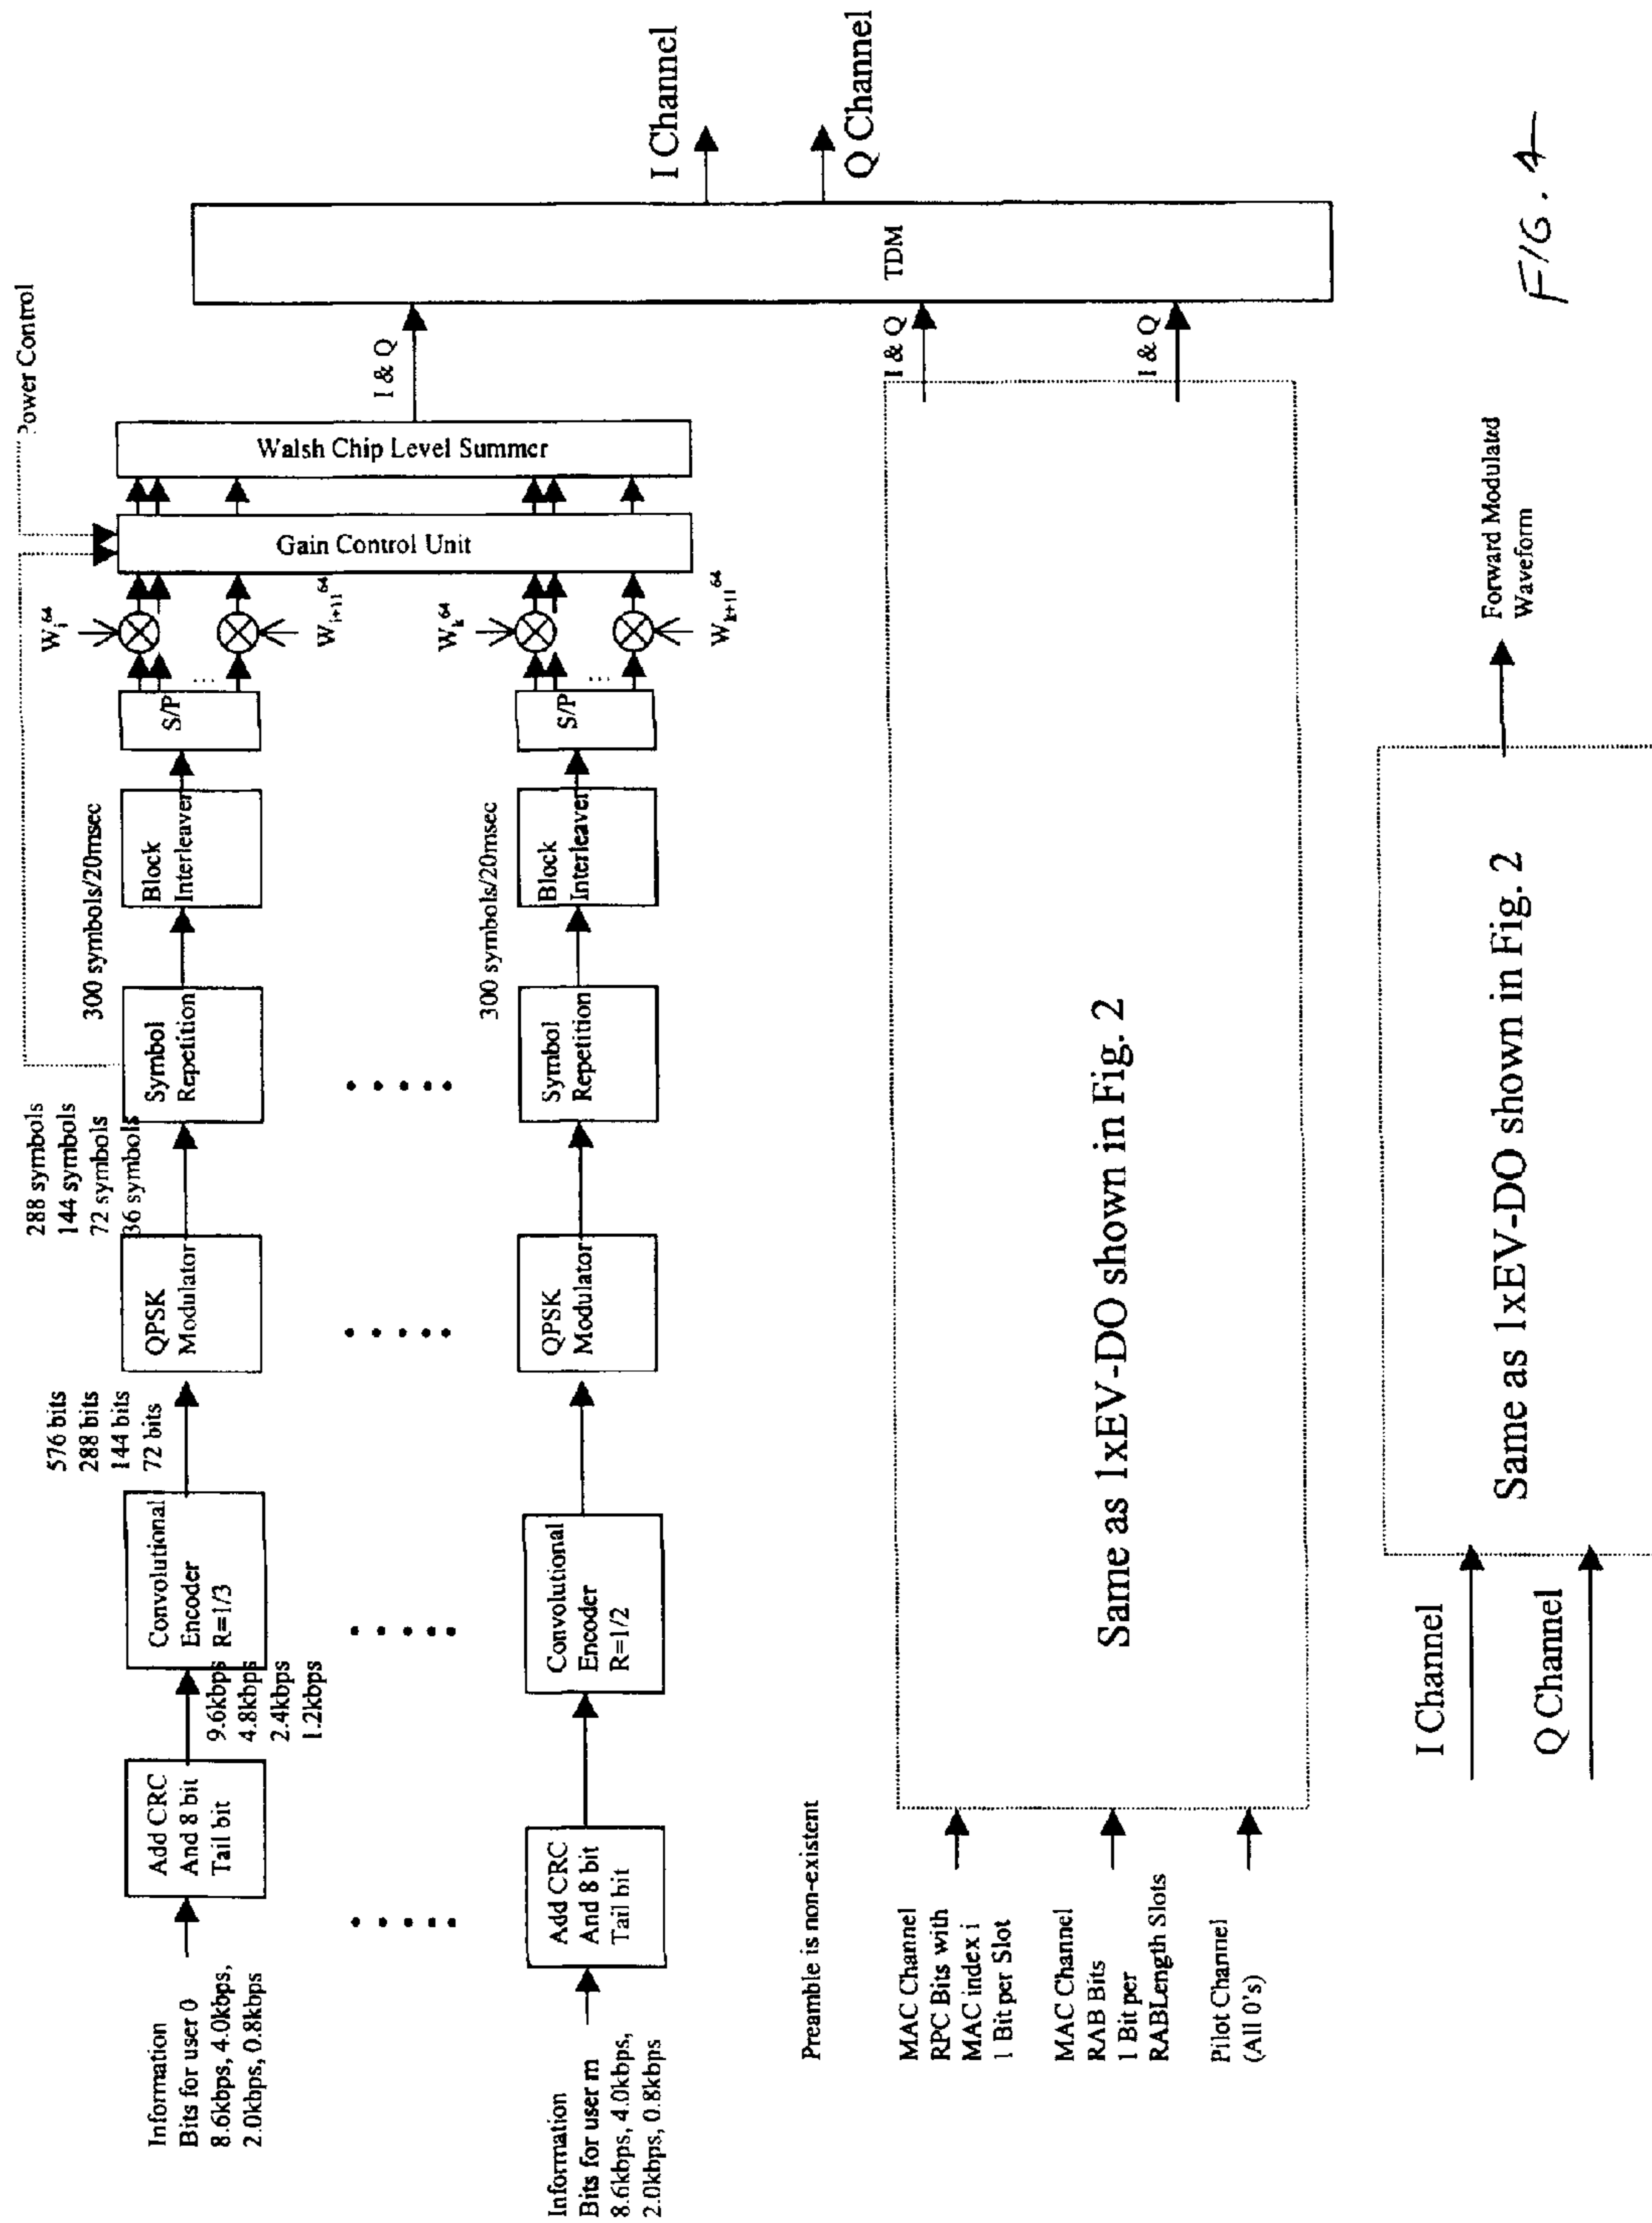 Power Control
Information
Bits for user 0
8.6kbps, 4.0kbps,
2.0kbps, 0.8kbps
Add CRC
And 8 bit
Tail bit
9.6kbps
4.8kbps
2.4kbps
1.2kbps
Convolutional
Encoder
R=1/3
576 bits
288 bits
144 bits
72 bits
QPSK
Modulator
288 symbols
144 symbols
72 symbols
36 symbols
Symbol
Repetition
300 symbols/20msec
Block
Interleaver
S/P
...
W_i^64
W_i+11^64
Gain Control Unit
Walsh Chip Level Summer
I & Q
Information
Bits for user m
8.6kbps, 4.0kbps,
2.0kbps, 0.8kbps
Add CRC
And 8 bit
Tail bit
Convolutional
Encoder
R=1/2
QPSK
Modulator
Symbol
Repetition
300 symbols/20msec
Block
Interleaver
S/P
...
W_k^64
W_k+11^64
TDM
I Channel
Q Channel
Preamble is non-existent
MAC Channel
RPC Bits with
MAC index i
1 Bit per Slot
MAC Channel
RAB Bits
1 Bit per
RABLength Slots
Pilot Channel
(All 0's)
Same as 1xEV-DO shown in Fig. 2
I & Q
I & Q
I Channel
Q Channel
Same as 1xEV-DO shown in Fig. 2
Forward Modulated
Waveform
FIG. 4